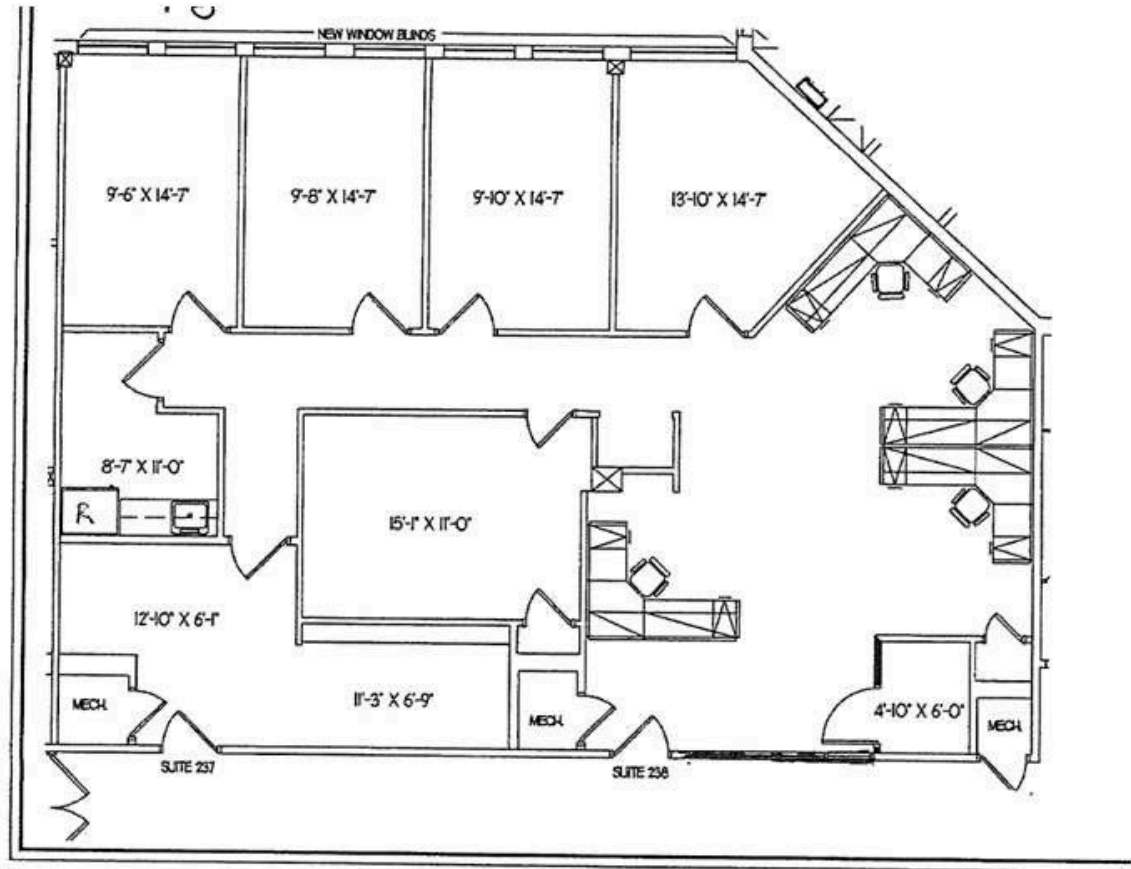 NEW WINDOW BLINDS
9'-6" X 14'-7"
9'-8" X 14'-7"
9'-10" X 14'-7"
13'-10" X 14'-7"
8'-7" X 11'-0"
R
15'-1" X 11'-0"
12'-10" X 6'-1"
11'-3" X 6'-9"
4'-10" X 6'-0"
MECH.
MECH.
MECH.
SUITE 237
SUITE 238